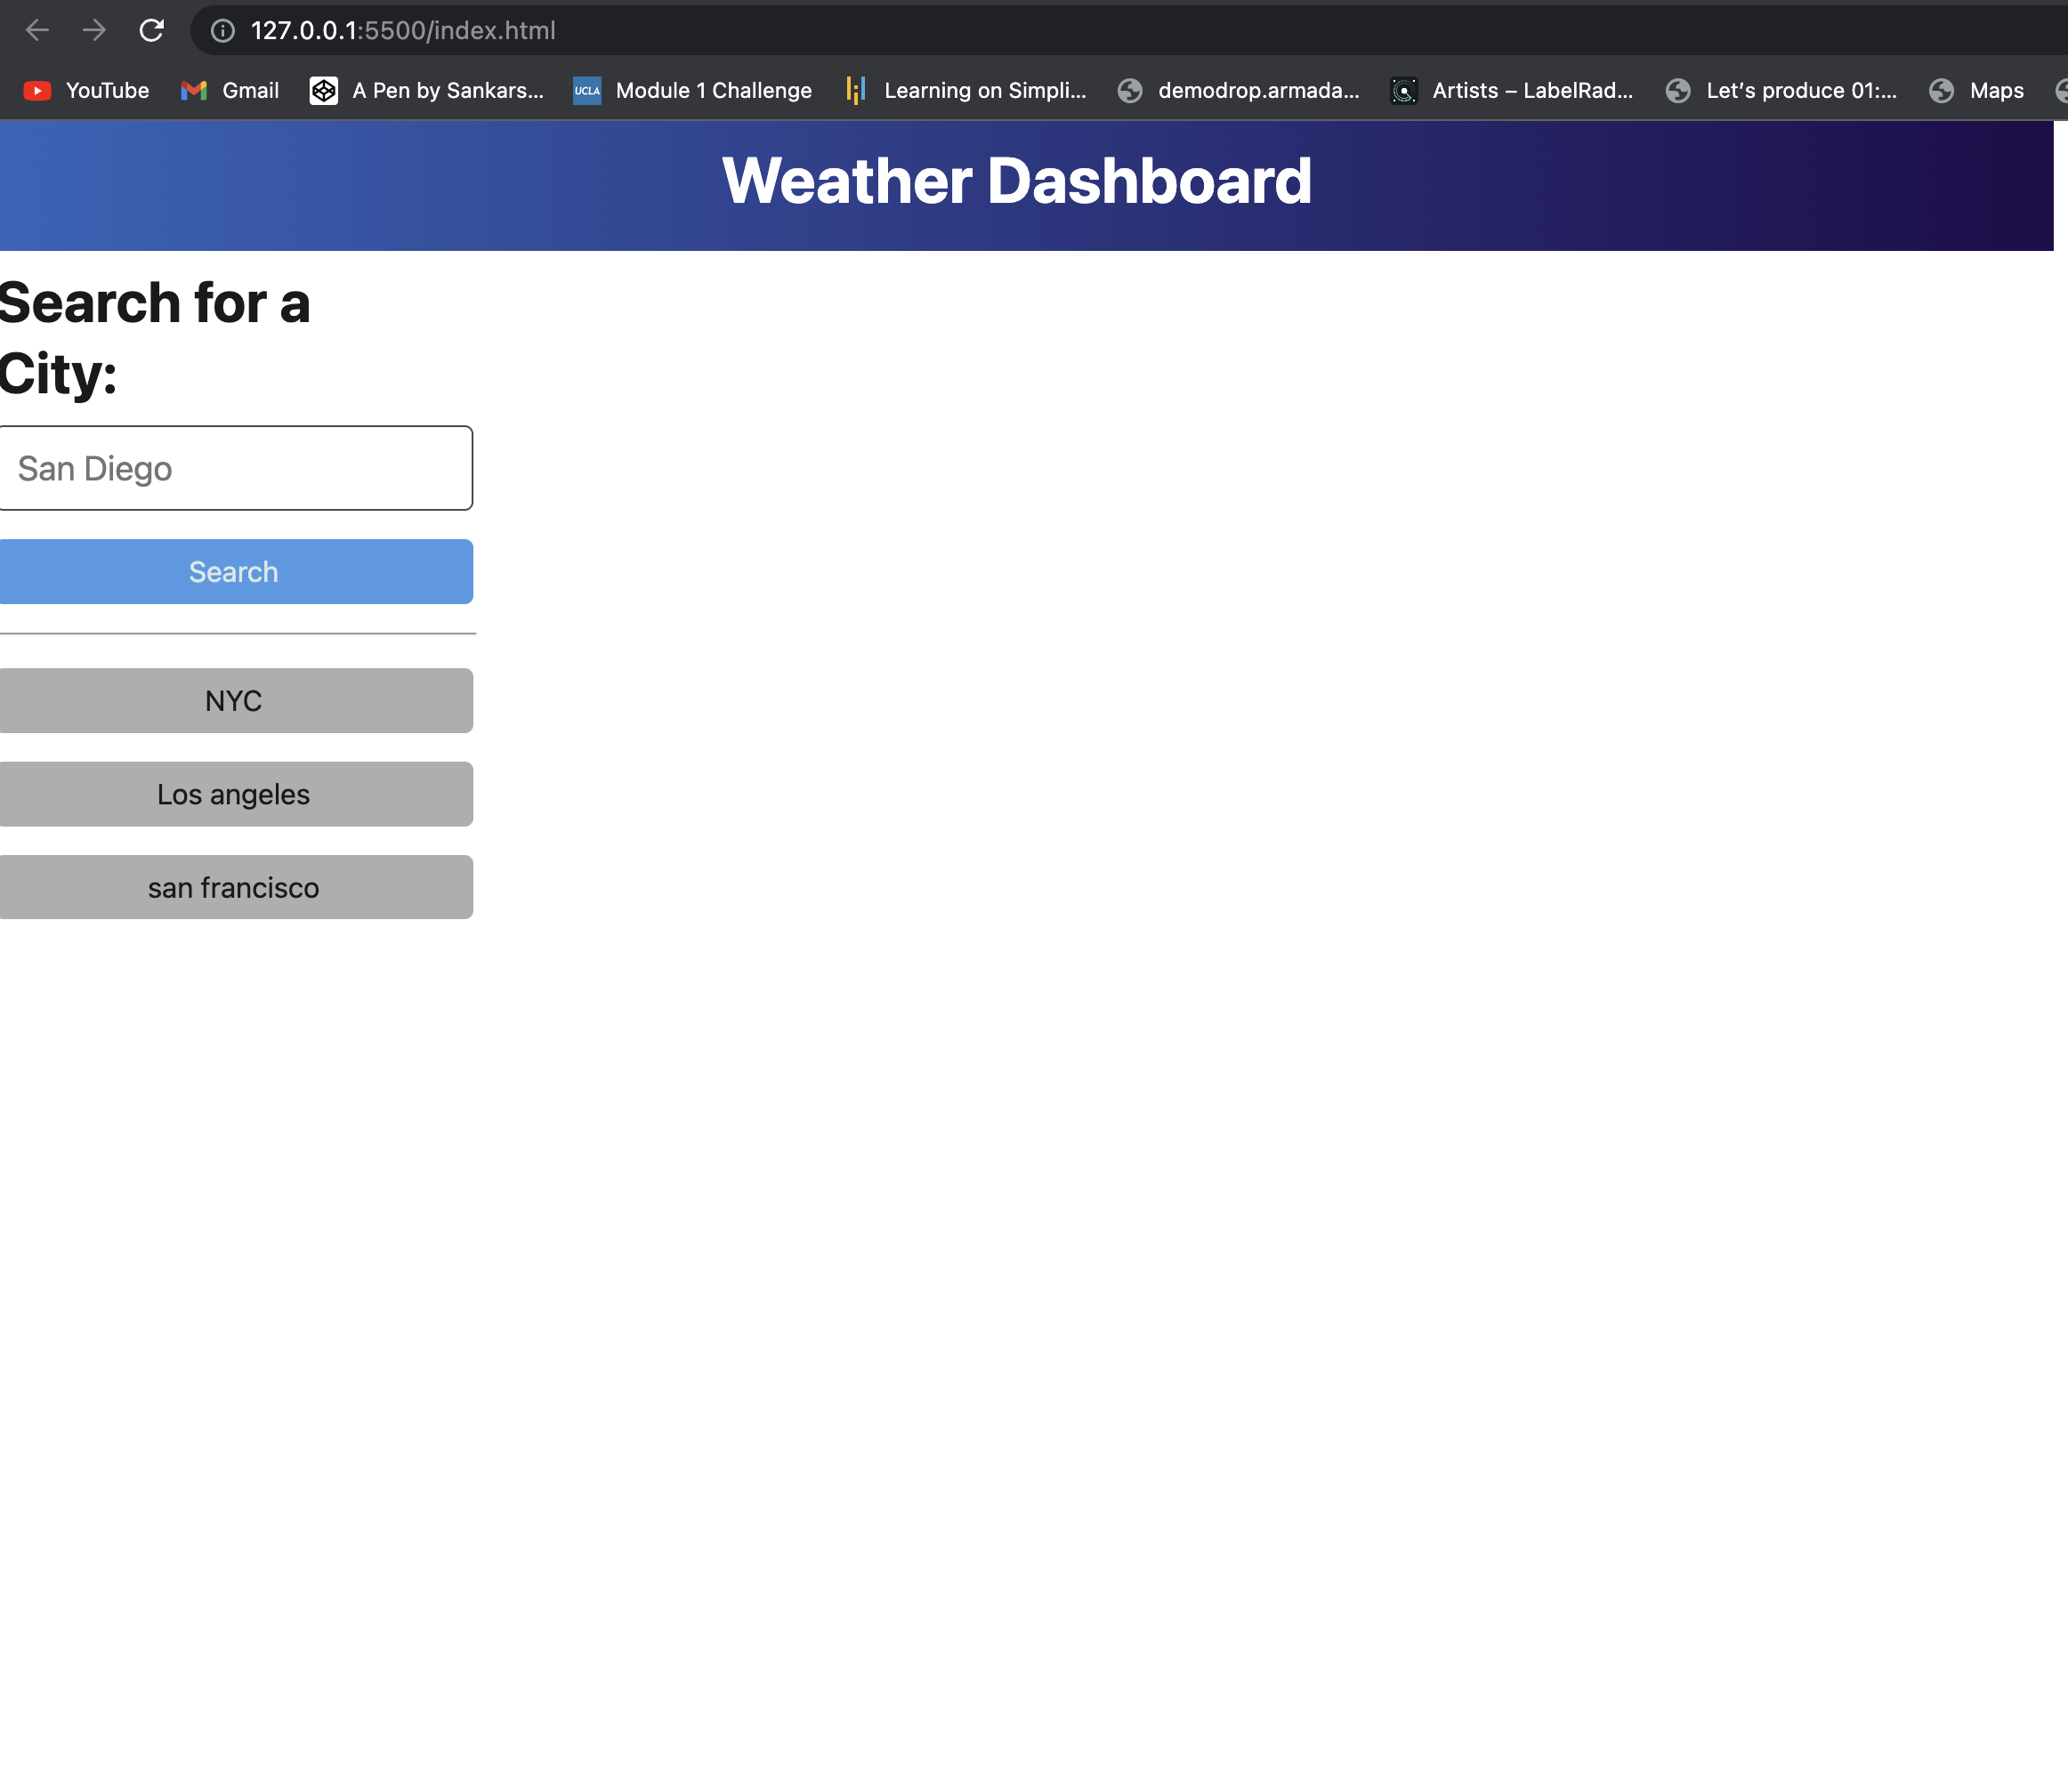 127.0.0.1:5500/index.html
YouTube Gmail A Pen by Sankars... UCLA Module 1 Challenge Learning on Simpli... demodrop.armada... Artists – LabelRad... Let's produce 01:... Maps
Weather Dashboard
Search for a
City:
San Diego
Search
NYC
Los angeles
san francisco